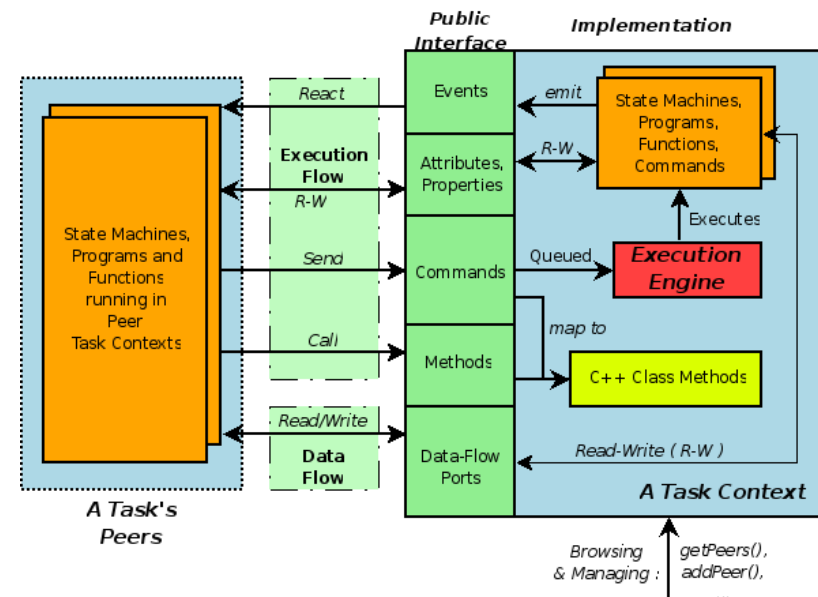 Public
Interface
Implementation
React
Events
emit
State Machines,
Programs,
Functions,
Commands
Execution
Flow
R-W
Attributes,
Properties
R-W
Executes
State Machines,
Programs and
Functions
running in
Peer
Task Contexts
Send
Commands
Queued
Execution
Engine
map to
Call
Methods
C++ Class Methods
Read/Write
Data
Flow
Data-Flow
Ports
Read-Write ( R-W )
A Task Context
A Task's
Peers
Browsing
& Managing :
getPeers(),
addPeer(),